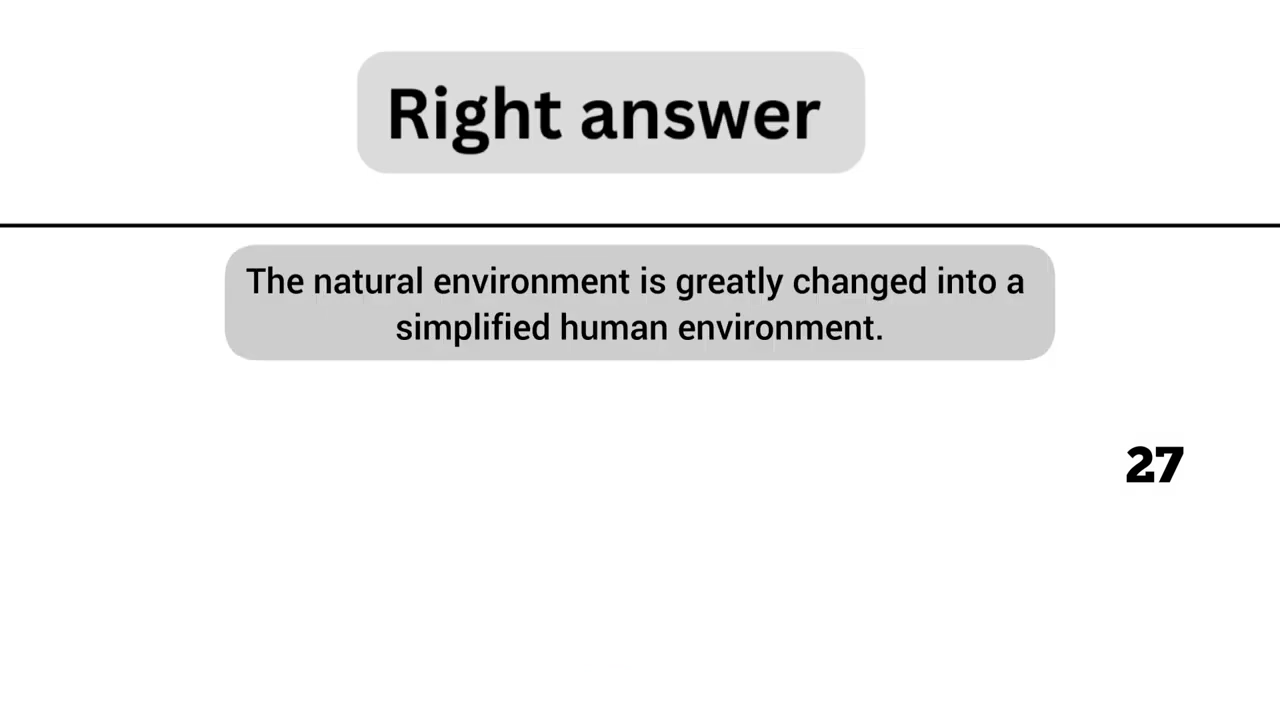 Right answer
The natural environment is greatly changed into a
simplified human environment.
27